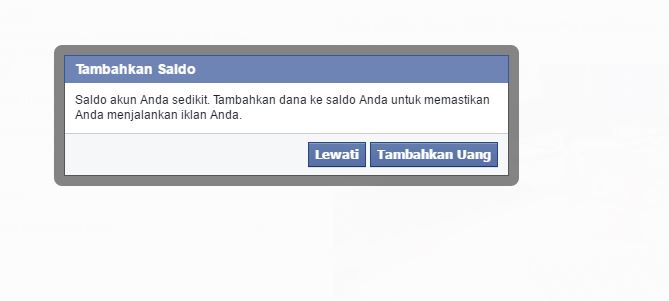 Tambahkan Saldo
Saldo akun Anda sedikit. Tambahkan dana ke saldo Anda untuk memastikan
Anda menjalankan iklan Anda.
Lewati Tambahkan Uang